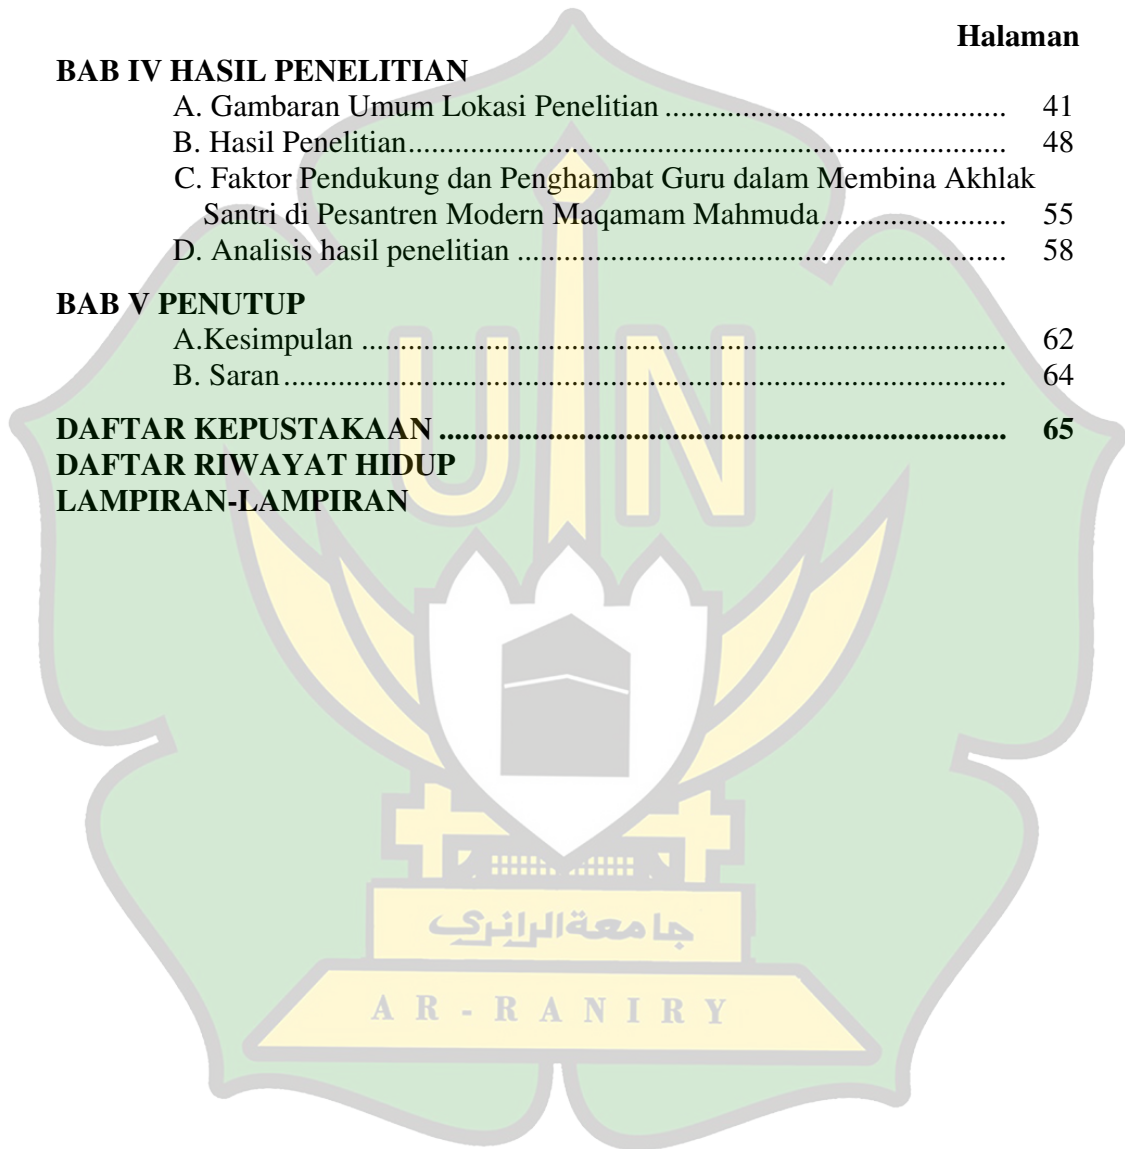 Halaman
BAB IV HASIL PENELITIAN
A. Gambaran Umum Lokasi Penelitian ............................................ 41
B. Hasil Penelitian............................................................................. 48
C. Faktor Pendukung dan Penghambat Guru dalam Membina Akhlak
Santri di Pesantren Modern Maqamam Mahmuda........................ 55
D. Analisis hasil penelitian ............................................................... 58
BAB V PENUTUP
A.Kesimpulan ................................................................................... 62
B. Saran............................................................................................. 64
DAFTAR KEPUSTAKAAN ......................................................................... 65
DAFTAR RIWAYAT HIDUP
LAMPIRAN-LAMPIRAN
UIN
جامعةالرانري
AR-RANIRY